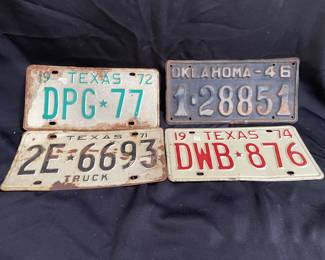 19 TEXAS 72
DPG★77
OKLAHOMA-46
1-28851
TEXAS 71
2E★6693
TRUCK
19 TEXAS 74
DWB★876